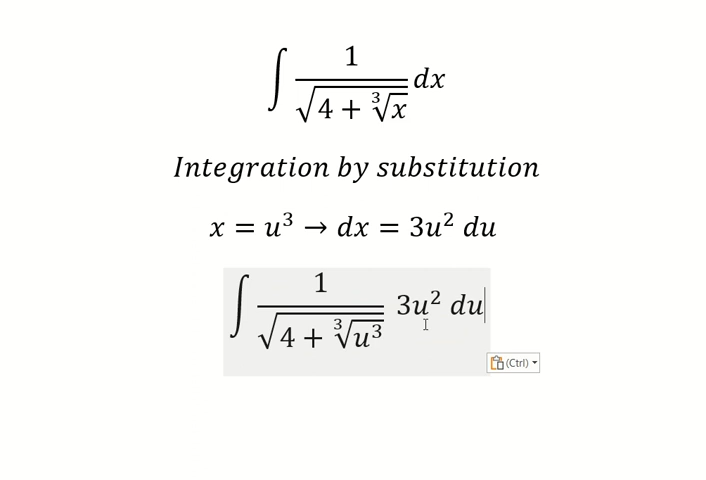 ∫ 1/√(4 + ∛x) dx
Integration by substitution
x = u³ → dx = 3u² du
∫ 1/√(4 + ∛u³) 3u² du
(Ctrl)